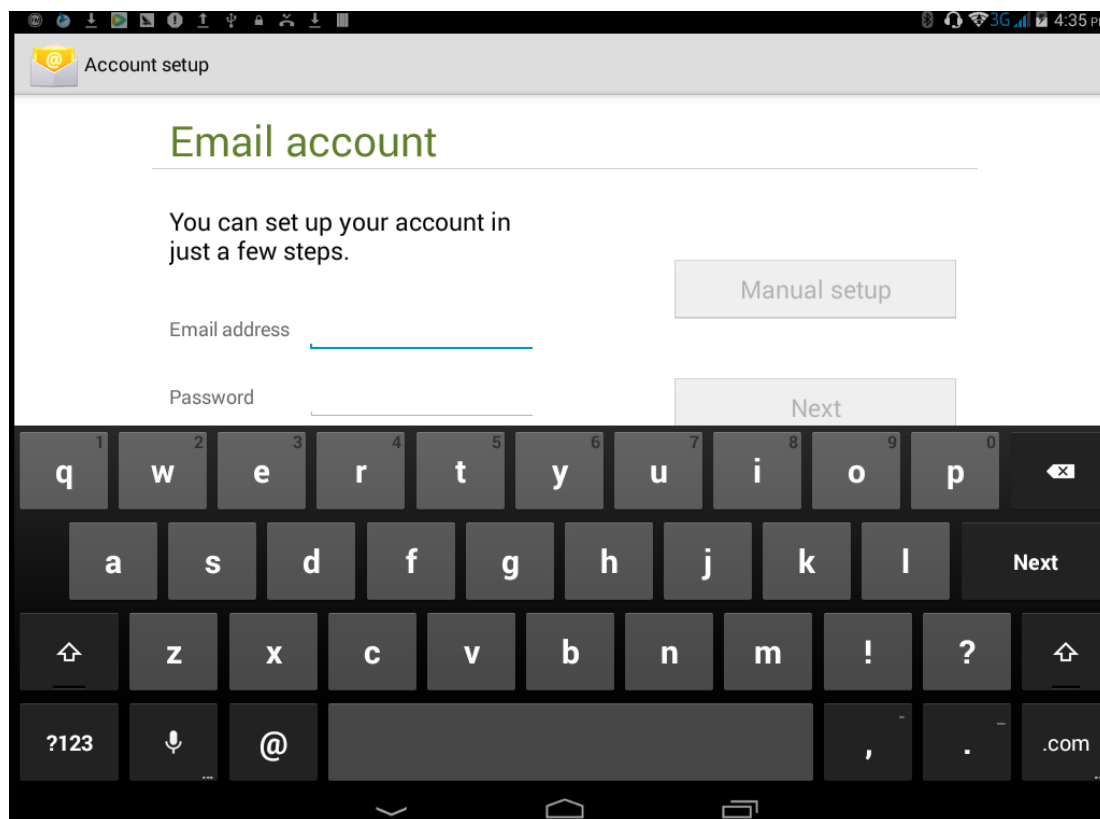 3G 4:35 P
Account setup
Email account
You can set up your account in
just a few steps.
Manual setup
Email address
Password
Next
1 2 3 4 5 6 7 8 9 0
q w e r t y u i o p
a s d f g h j k l Next
z x c v b n m ! ?
?123 @ , . .com